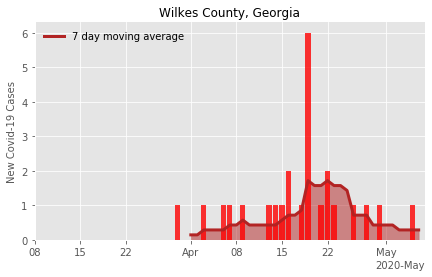 Wilkes County, Georgia
7 day moving average
New Covid-19 Cases
6
5
4
3
2
1
0
08
15
22
Apr
08
15
22
May
2020-May